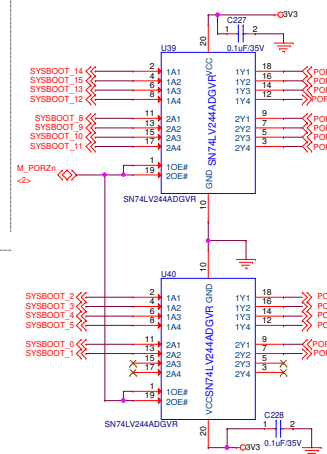 C227
3V3
1 2
0.1uF/35V
U39
20
SYSBOOT_14 2 1A1 VCC 1Y1 18
SYSBOOT_15 4 1A2 1Y2 16
SYSBOOT_13 6 1A3 1Y3 14
SYSBOOT_12 8 1A4 1Y4 12
SYSBOOT_8 11 2A1 2Y1 9
SYSBOOT_9 13 2A2 2Y2 7
SYSBOOT_10 15 2A3 2Y3 5
SYSBOOT_11 17 2A4 2Y4 3
SN74LV244ADGVR
M_PORZn
<2>
1 1OE#
19 2OE#
GND
SN74LV244ADGVR
10
10
U40
SYSBOOT_2 2 1A1 GND 1Y1 18
SYSBOOT_3 4 1A2 1Y2 16
SYSBOOT_4 6 1A3 1Y3 14
SYSBOOT_5 8 1A4 1Y4 12
SYSBOOT_0 11 2A1 2Y1 9
SYSBOOT_1 13 2A2 2Y2 7
15 2A3 2Y3 5
17 2A4 2Y4 3
SN74LV244ADGVR
1 1OE#
19 2OE#
VCC
SN74LV244ADGVR
20
C228
1 2
0.1uF/35V
3V3